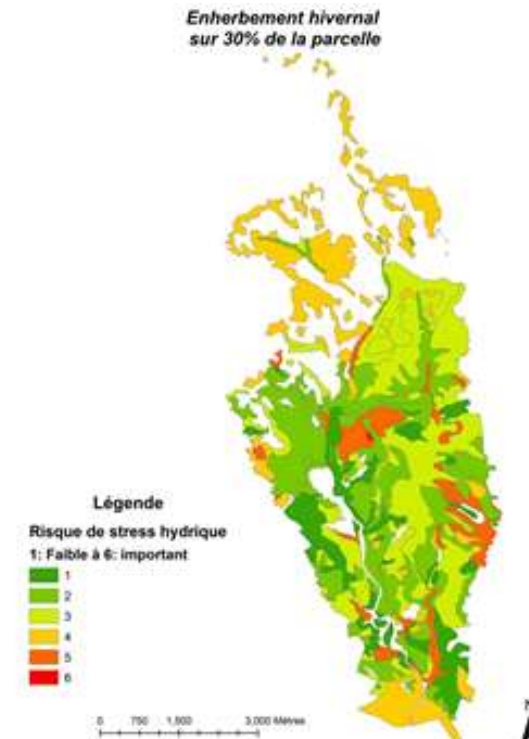 Enherbement hivernal
sur 30% de la parcelle
Légende
Risque de stress hydrique
1: Faible à 6: important
1
2
3
4
5
6
0 750 1,500 3,000 Mètres
N